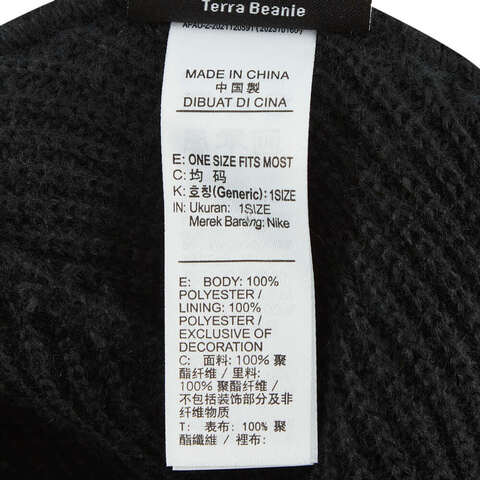 Terra Beanie
MADE IN CHINA
中国製
DIBUAT DI CINA
E: ONE SIZE FITS MOST
C: 均 码
K: 호칭(Generic): 1SIZE
IN: Ukuran: 1SIZE
Merek Barang: Nike
E: BODY: 100%
POLYESTER /
LINING: 100%
POLYESTER /
EXCLUSIVE OF
DECORATION
C: 面料: 100% 聚
酯纤维 / 里料:
100% 聚酯纤维 /
不包括装饰部分及非
纤维物质
T: 表布: 100% 聚
酯纖維 / 裡布: